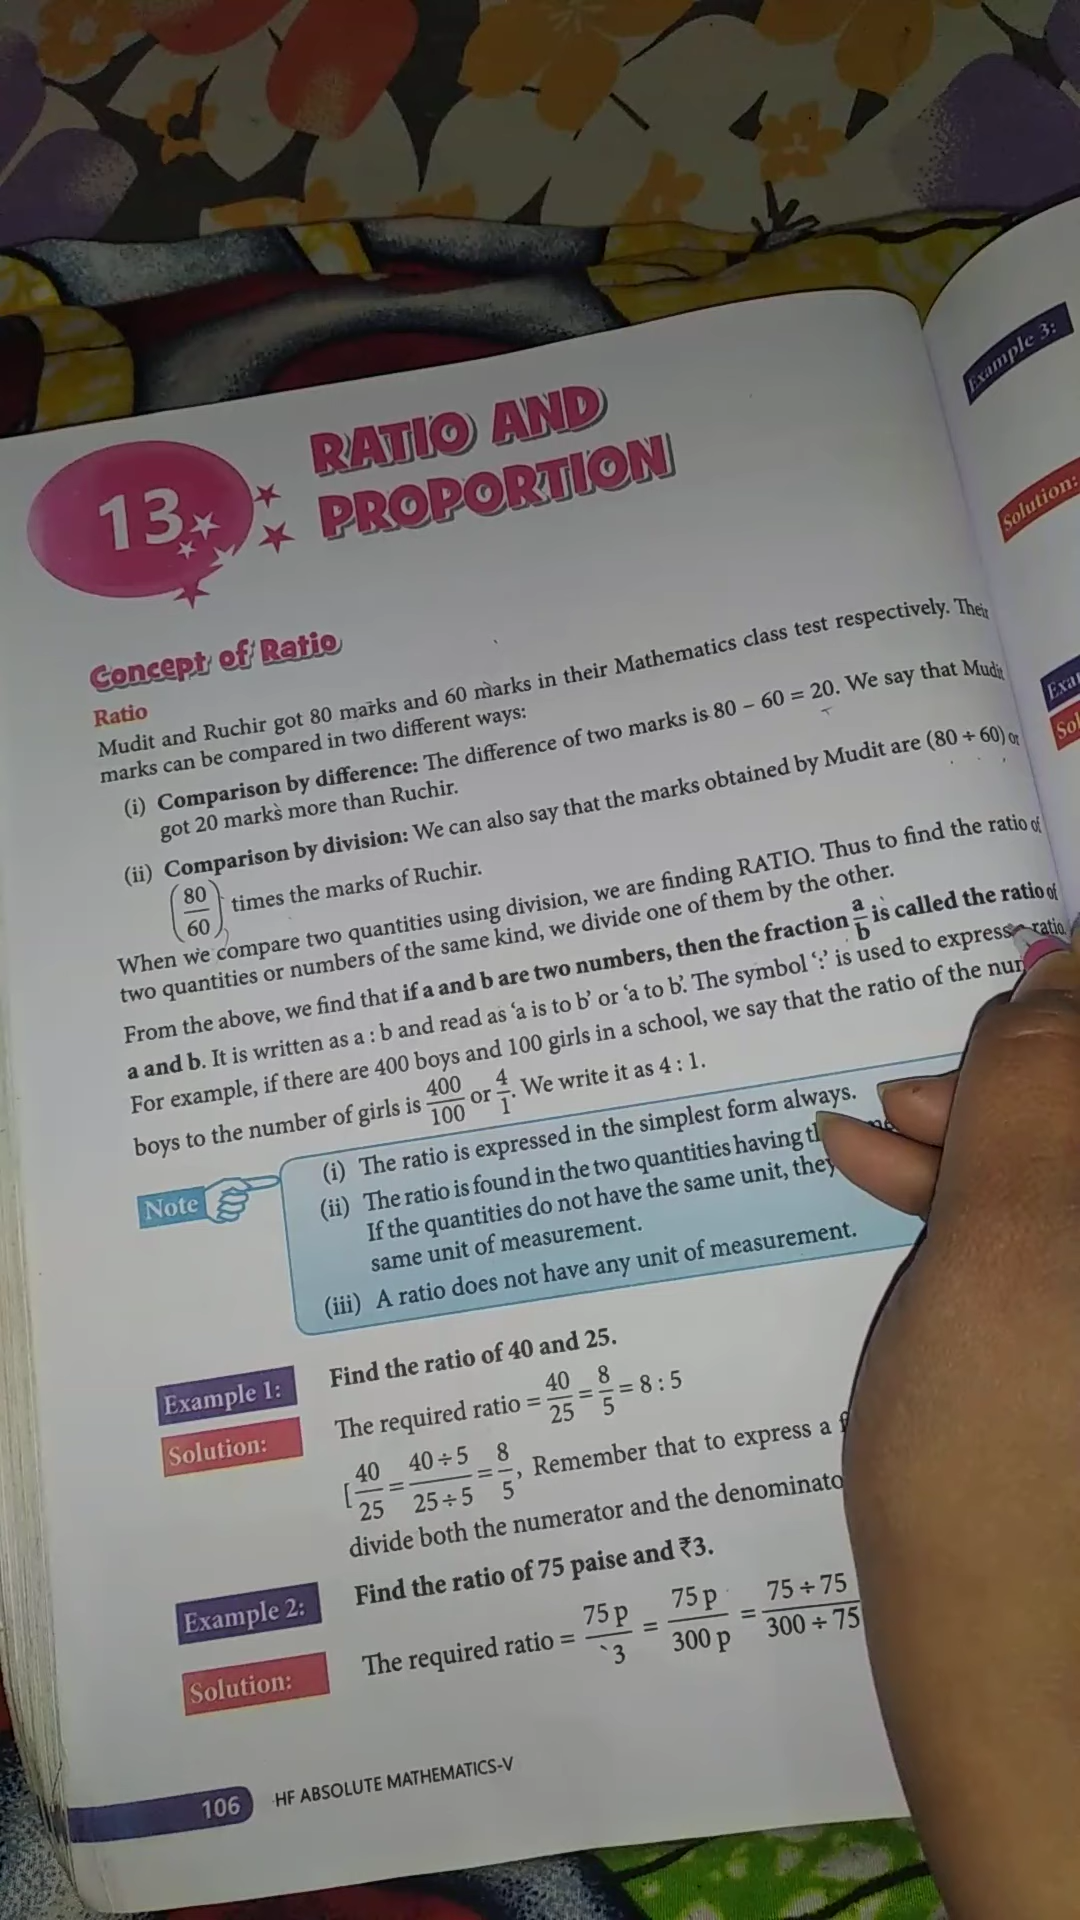 13
RATIO AND
PROPORTION
Concept of Ratio
Ratio
Mudit and Ruchir got 80 marks and 60 marks in their Mathematics class test respectively. Their
marks can be compared in two different ways:
(i) Comparison by difference: The difference of two marks is 80 – 60 = 20. We say that Mudit
got 20 marks more than Ruchir.
(ii) Comparison by division: We can also say that the marks obtained by Mudit are (80 ÷ 60) or
(80/60) times the marks of Ruchir.
When we compare two quantities using division, we are finding RATIO. Thus to find the ratio of
two quantities or numbers of the same kind, we divide one of them by the other.
From the above, we find that if a and b are two numbers, then the fraction a/b is called the ratio of
a and b. It is written as a : b and read as 'a is to b' or 'a to b'. The symbol ':' is used to express ratio.
For example, if there are 400 boys and 100 girls in a school, we say that the ratio of the
boys to the number of girls is 400/100 or 4/1. We write it as 4 : 1.
Note
(i) The ratio is expressed in the simplest form always.
(ii) The ratio is found in the two quantities having
If the quantities do not have the same unit, they
same unit of measurement.
(iii) A ratio does not have any unit of measurement.
Example 1:
Find the ratio of 40 and 25.
Solution:
The required ratio = 40/25 = 8/5 = 8 : 5
[40/25 = 40 ÷ 5/25 ÷ 5 = 8/5, Remember that to express a
divide both the numerator and the
Example 2:
Find the ratio of 75 paise and ₹3.
Solution:
The required ratio = 75 p/`3 = 75 p/300 p = 75 ÷ 75/300 ÷ 75
106 HF ABSOLUTE MATHEMATICS-V
Example 3:
Solution: